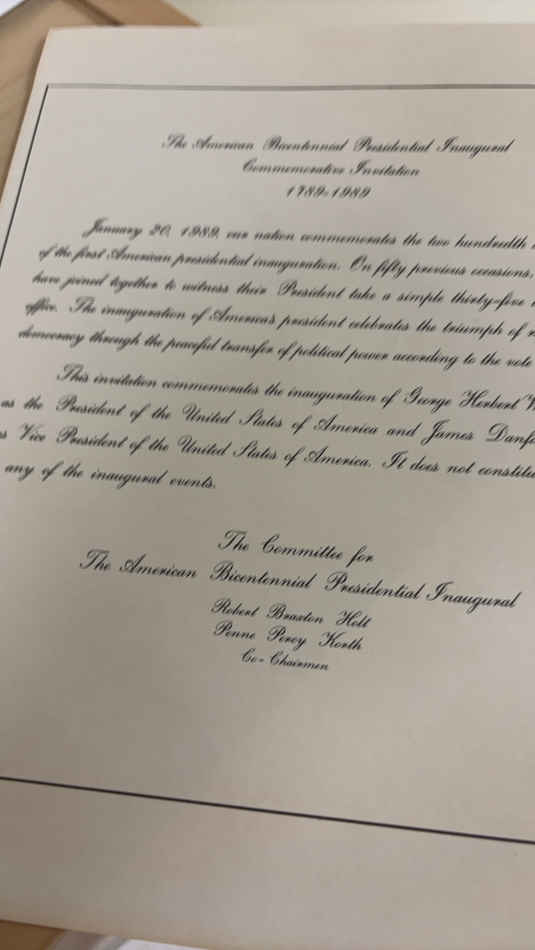 The American Bicentennial Presidential Inaugural
Commemorative Invitation
1789-1989
January 20, 1989, our nation commemorates the two hundredth
of the first American presidential inauguration. On fifty previous occasions,
have joined together to witness their President take a simple thirty-five
office. The inauguration of America's president celebrates the triumph of
democracy through the peaceful transfer of political power according to the vote
This invitation commemorates the inauguration of George Herbert W
as the President of the United States of America and James Danfo
s Vice President of the United States of America. It does not constitu
any of the inaugural events.
The Committee for
The American Bicentennial Presidential Inaugural
Robert Braxton Holt
Penne Percy Korth
Co-Chairmen